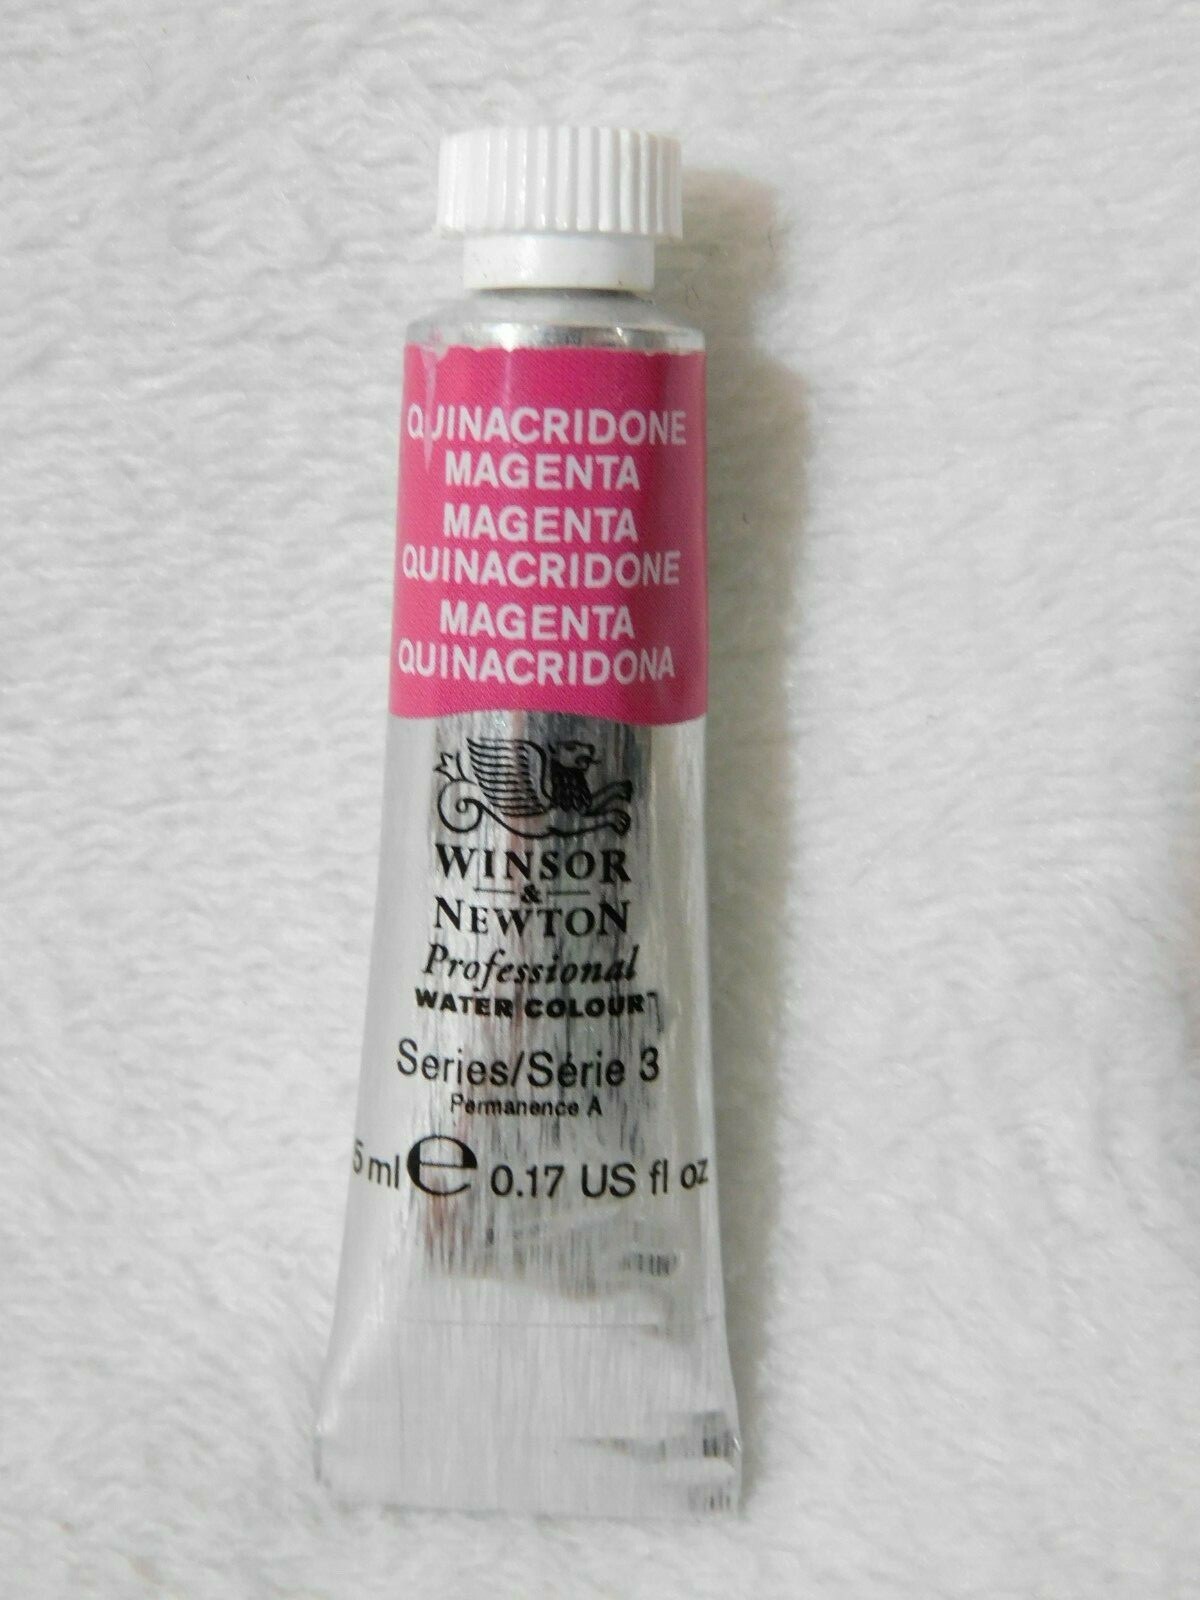 QUINACRIDONE
MAGENTA
MAGENTA
QUINACRIDONE
MAGENTA
QUINACRIDONA
WINSOR
&
NEWTON
Professional
WATER COLOUR
Series/Série 3
Permanence A
5 ml e 0.17 US fl oz